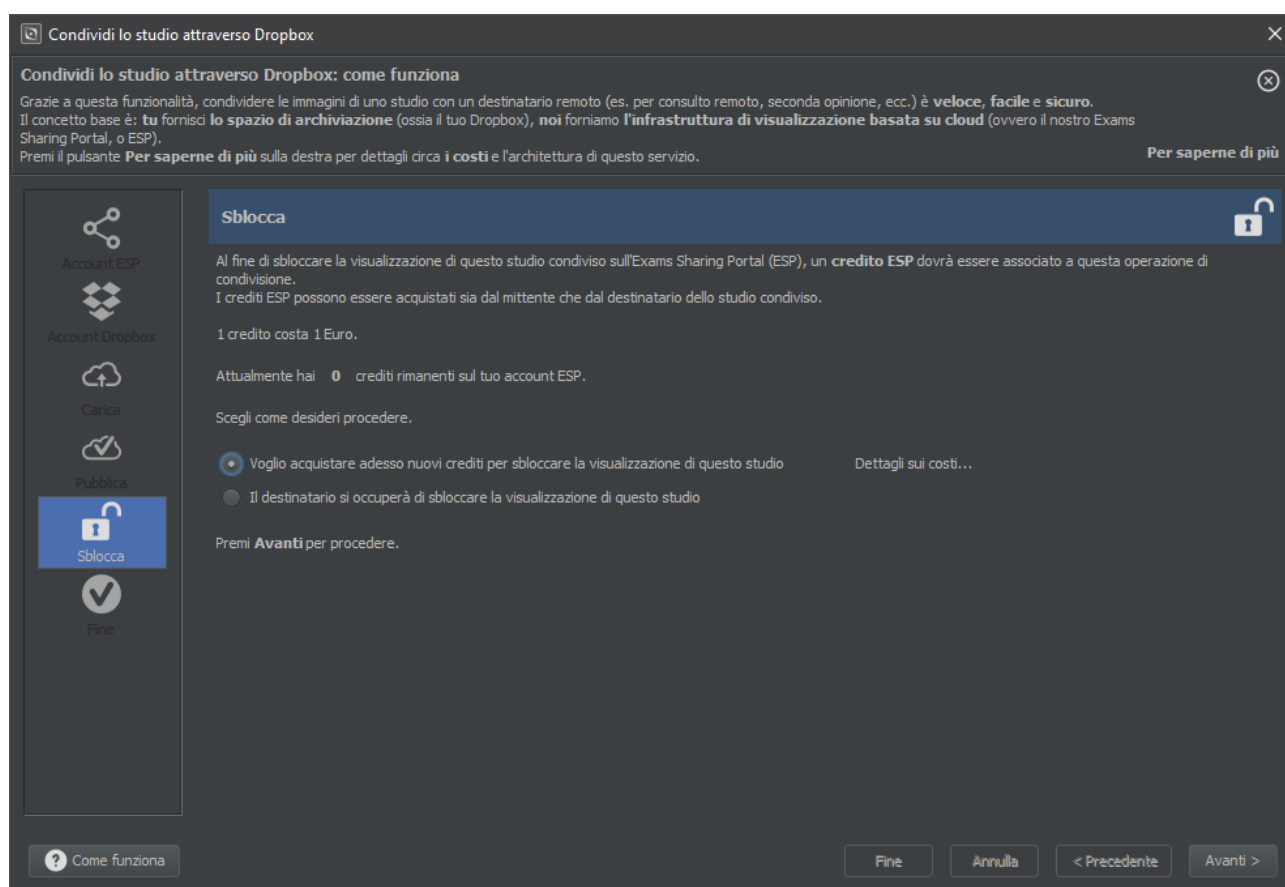 Condividi lo studio attraverso Dropbox
Condividi lo studio attraverso Dropbox: come funziona
Grazie a questa funzionalità, condividere le immagini di uno studio con un destinatario remoto (es. per consulto remoto, seconda opinione, ecc.) è veloce, facile e sicuro.
Il concetto base è: tu fornisci lo spazio di archiviazione (ossia il tuo Dropbox), noi forniamo l'infrastruttura di visualizzazione basata su cloud (ovvero il nostro Exams
Sharing Portal, o ESP).
Premi il pulsante Per saperne di più sulla destra per dettagli circa i costi e l'architettura di questo servizio.
Per saperne di più
Account ESP
Account Dropbox
Carica
Pubblica
Sblocca
Fine
Sblocca
Al fine di sbloccare la visualizzazione di questo studio condiviso sull'Exams Sharing Portal (ESP), un credito ESP dovrà essere associato a questa operazione di
condivisione.
I crediti ESP possono essere acquistati sia dal mittente che dal destinatario dello studio condiviso.
1 credito costa 1 Euro.
Attualmente hai 0 crediti rimanenti sul tuo account ESP.
Scegli come desideri procedere.
Voglio acquistare adesso nuovi crediti per sbloccare la visualizzazione di questo studio Dettagli sui costi...
Il destinatario si occuperà di sbloccare la visualizzazione di questo studio
Premi Avanti per procedere.
? Come funziona
Fine Annulla < Precedente Avanti >